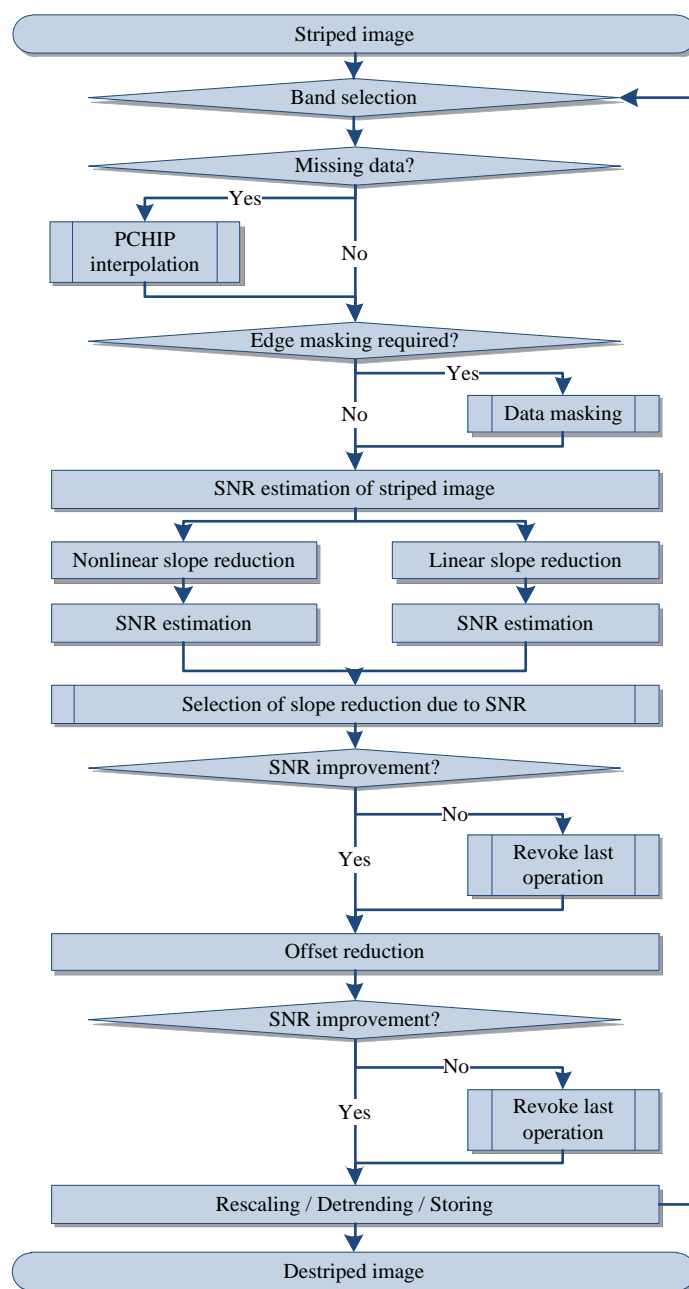 Striped image
Band selection
Missing data?
Yes
PCHIP
interpolation
No
Edge masking required?
Yes
Data masking
No
SNR estimation of striped image
Nonlinear slope reduction
Linear slope reduction
SNR estimation
SNR estimation
Selection of slope reduction due to SNR
SNR improvement?
No
Revoke last
operation
Yes
Offset reduction
SNR improvement?
No
Revoke last
operation
Yes
Rescaling / Detrending / Storing
Destriped image